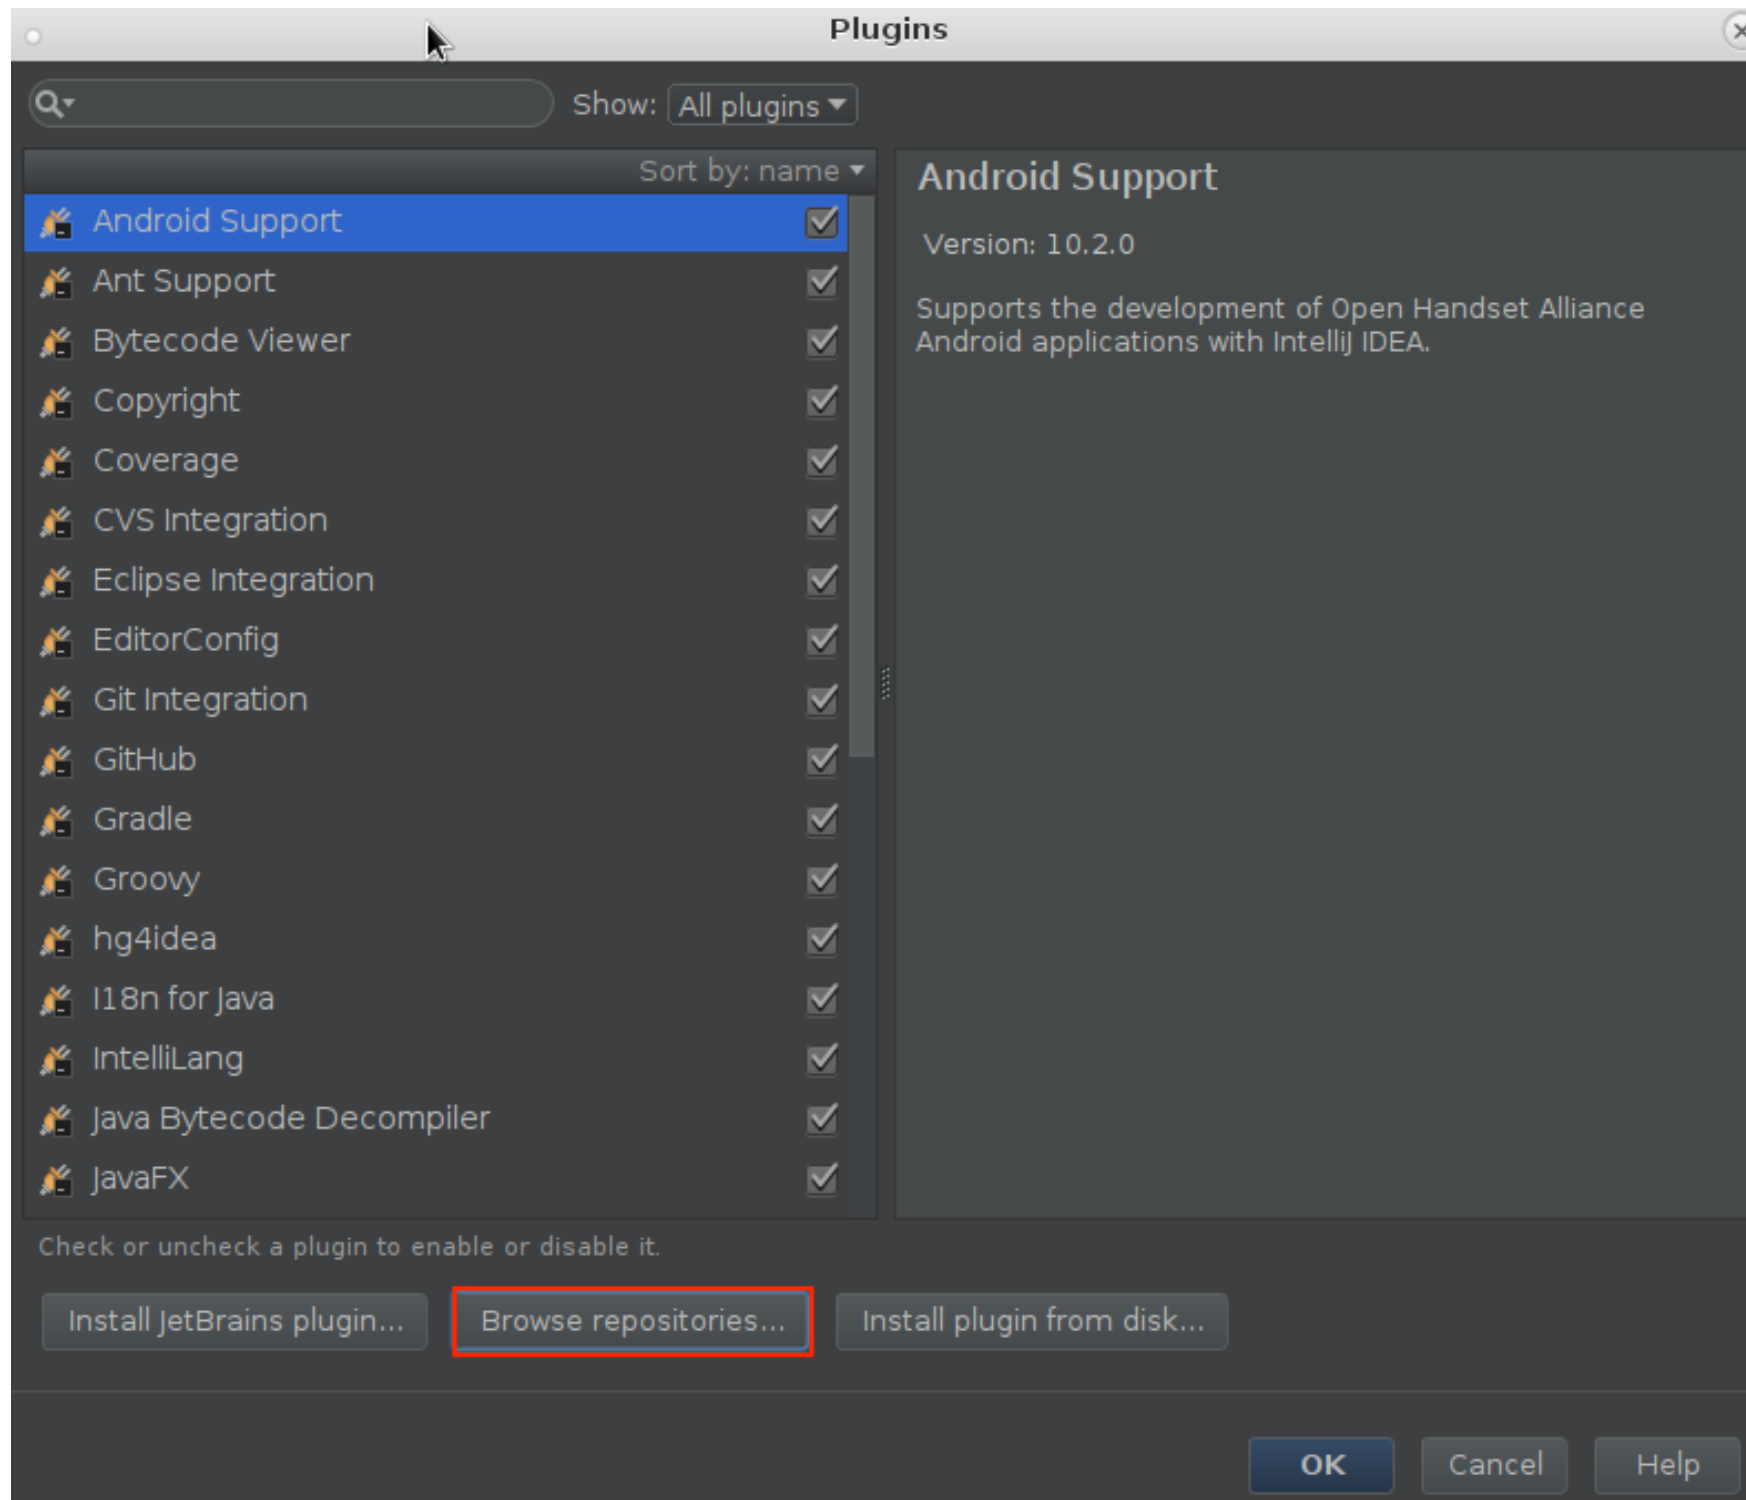 Plugins
Show: All plugins
Sort by: name
Android Support
Ant Support
Bytecode Viewer
Copyright
Coverage
CVS Integration
Eclipse Integration
EditorConfig
Git Integration
GitHub
Gradle
Groovy
hg4idea
I18n for Java
IntelliLang
Java Bytecode Decompiler
JavaFX
Android Support
Version: 10.2.0
Supports the development of Open Handset Alliance
Android applications with IntelliJ IDEA.
Check or uncheck a plugin to enable or disable it.
Install JetBrains plugin... Browse repositories... Install plugin from disk...
OK Cancel Help